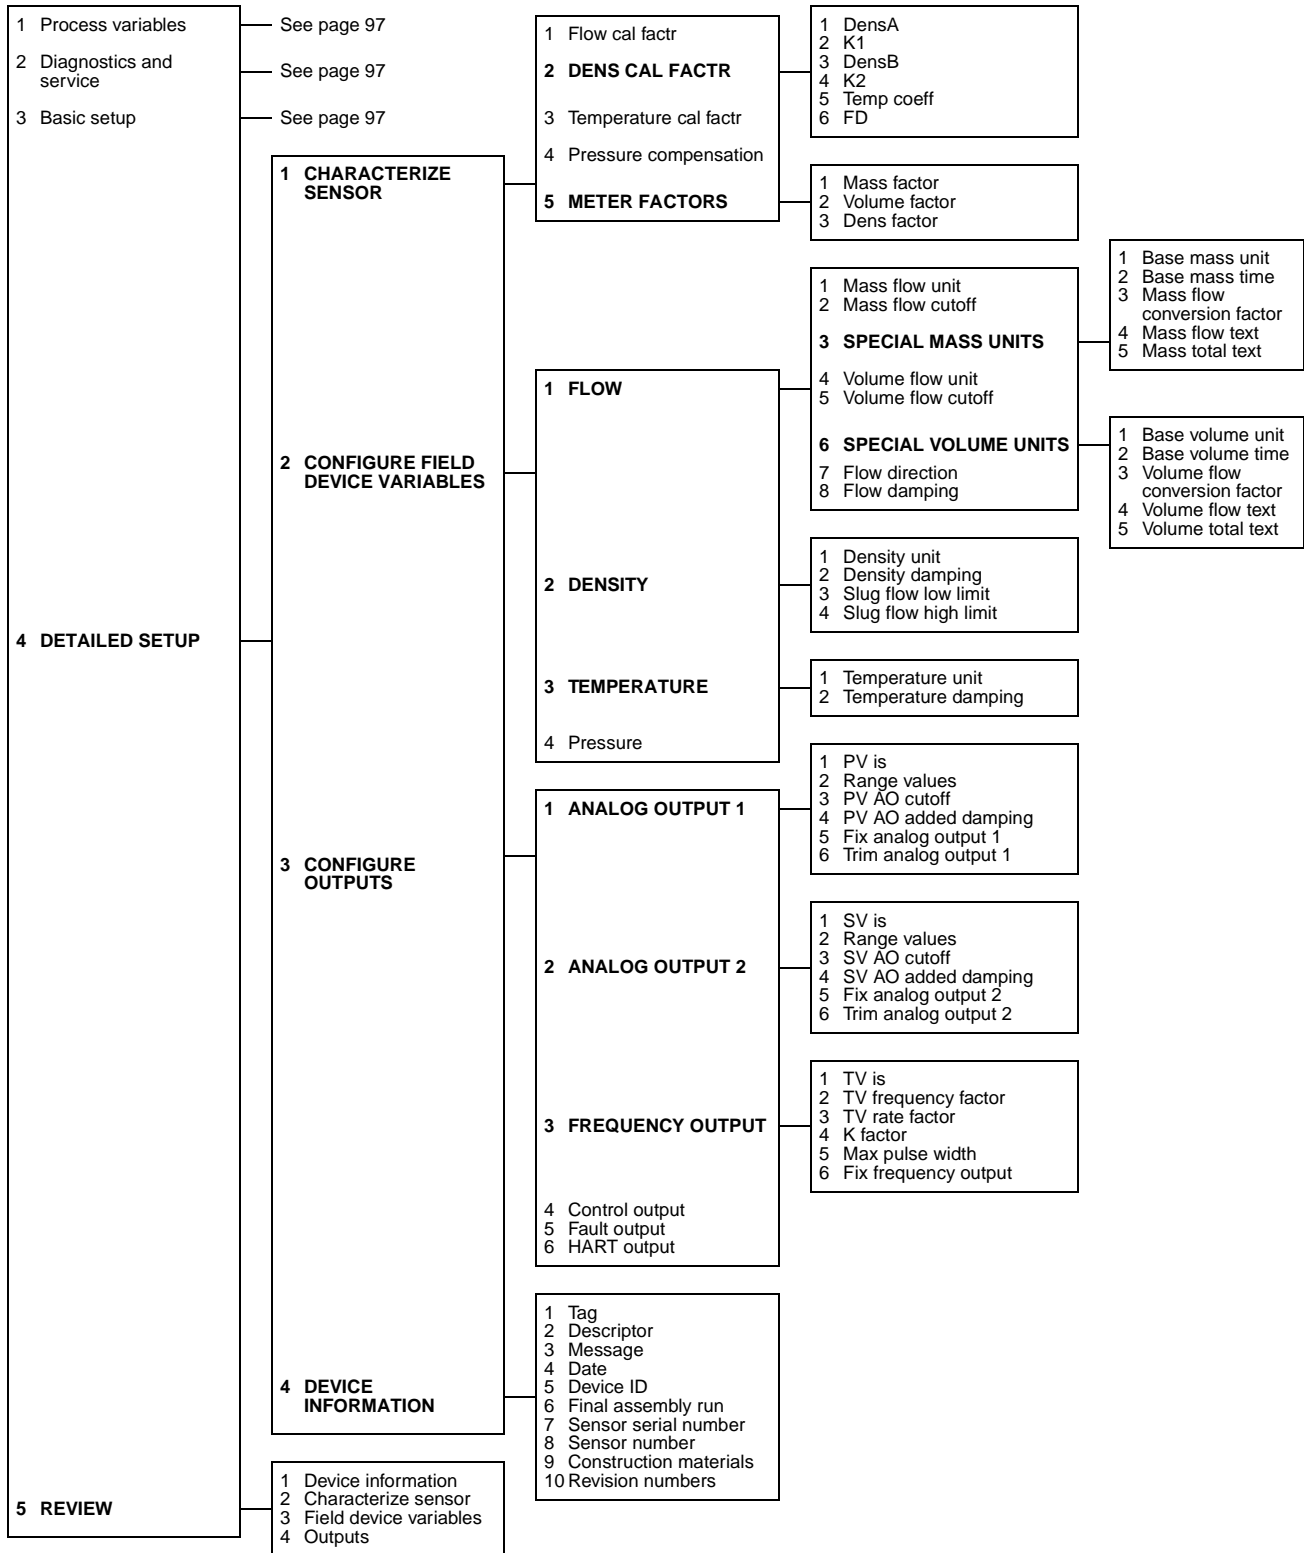 1 Process variables
See page 97
2 Diagnostics and
service
See page 97
3 Basic setup
See page 97
4 DETAILED SETUP
5 REVIEW
1 CHARACTERIZE
SENSOR
2 CONFIGURE FIELD
DEVICE VARIABLES
3 CONFIGURE
OUTPUTS
4 DEVICE
INFORMATION
1 Device information
2 Characterize sensor
3 Field device variables
4 Outputs
1 Flow cal factr
2 DENS CAL FACTR
3 Temperature cal factr
4 Pressure compensation
5 METER FACTORS
1 FLOW
2 DENSITY
3 TEMPERATURE
4 Pressure
1 ANALOG OUTPUT 1
2 ANALOG OUTPUT 2
3 FREQUENCY OUTPUT
4 Control output
5 Fault output
6 HART output
1 Tag
2 Descriptor
3 Message
4 Date
5 Device ID
6 Final assembly run
7 Sensor serial number
8 Sensor number
9 Construction materials
10 Revision numbers
1 DensA
2 K1
3 DensB
4 K2
5 Temp coeff
6 FD
1 Mass factor
2 Volume factor
3 Dens factor
1 Mass flow unit
2 Mass flow cutoff
3 SPECIAL MASS UNITS
4 Volume flow unit
5 Volume flow cutoff
6 SPECIAL VOLUME UNITS
7 Flow direction
8 Flow damping
1 Density unit
2 Density damping
3 Slug flow low limit
4 Slug flow high limit
1 Temperature unit
2 Temperature damping
1 PV is
2 Range values
3 PV AO cutoff
4 PV AO added damping
5 Fix analog output 1
6 Trim analog output 1
1 SV is
2 Range values
3 SV AO cutoff
4 SV AO added damping
5 Fix analog output 2
6 Trim analog output 2
1 TV is
2 TV frequency factor
3 TV rate factor
4 K factor
5 Max pulse width
6 Fix frequency output
1 Base mass unit
2 Base mass time
3 Mass flow
conversion factor
4 Mass flow text
5 Mass total text
1 Base volume unit
2 Base volume time
3 Volume flow
conversion factor
4 Volume flow text
5 Volume total text